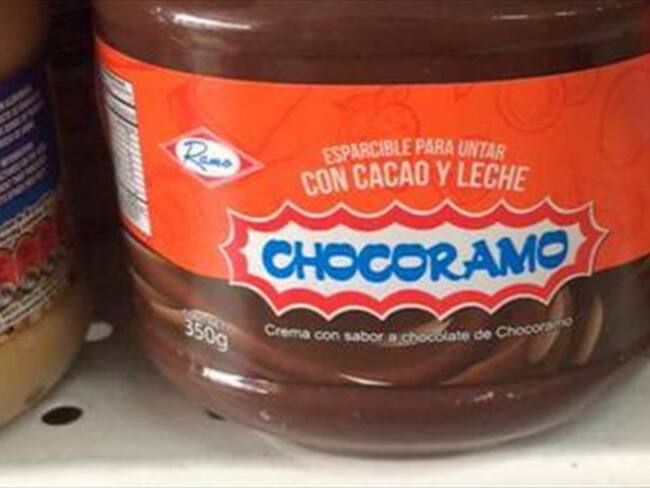 Ramo
ESPARCIBLE PARA UNTAR
CON CACAO Y LECHE
CHOCORAMO
350g
Crema con sabor a chocolate de Chocoramo